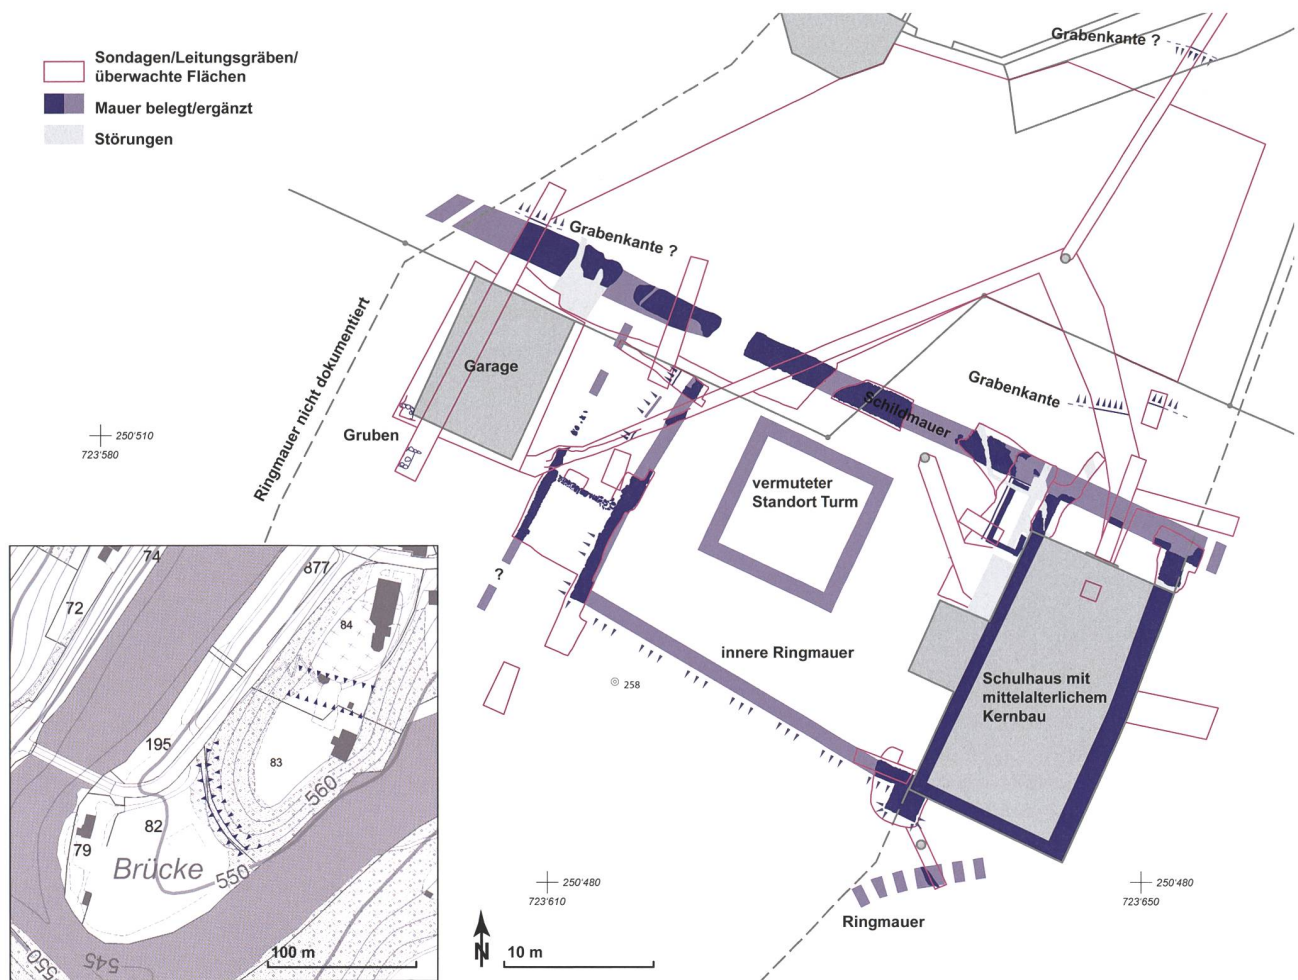 Sondagen/Leitungsgräben/
überwachte Flächen
Mauer belegt/ergänzt
Störungen
Grabenkante ?
Grabenkante ?
Ringmauer nicht dokumentiert
Garage
Gruben
250'510
723'580
Schildmauer
Grabenkante
vermuteter
Standort Turm
?
innere Ringmauer
258
Schulhaus mit
mittelalterlichem
Kernbau
Ringmauer
250'480
723'610
250'480
723'650
N
10 m
74
877
72
84
195
83
560
82
79
Brücke
550
545
550
100 m